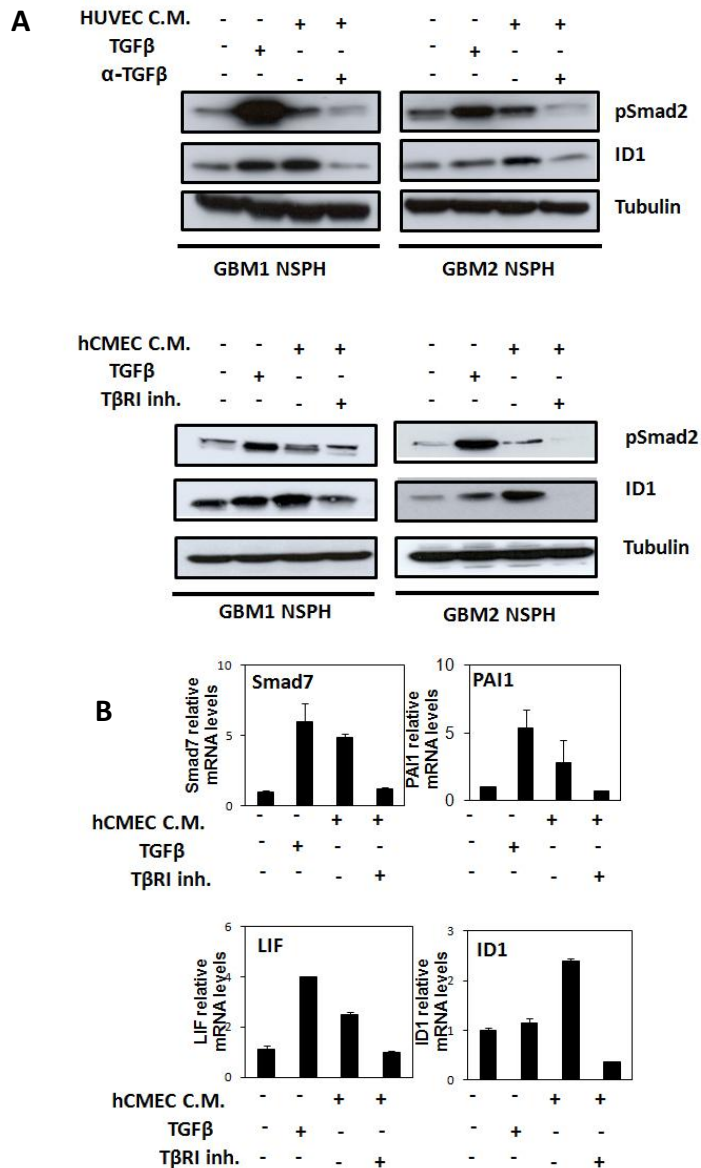 A
HUVEC C.M. - - + + - - + +
TGFβ - + - - - + - -
α-TGFβ - - - + - - - +
pSmad2
ID1
Tubulin
GBM1 NSPH GBM2 NSPH
hCMEC C.M. - - + + - - + +
TGFβ - + - - - + - -
TβRI inh. - - - + - - - +
pSmad2
ID1
Tubulin
GBM1 NSPH GBM2 NSPH
B
Smad7
Smad7 relative
mRNA levels
10
5
0
PAI1
PAI1 relative
mRNA levels
10
5
0
hCMEC C.M. - - + + - - + +
TGFβ - + - - - + - -
TβRI inh. - - - + - - - +
LIF
LIF relative
mRNA levels
6
4
2
0
ID1
ID1 relative
mRNA levels
3
2
1
0
hCMEC C.M. - - + + - - + +
TGFβ - + - - - + - -
TβRI inh. - - - + - - - +